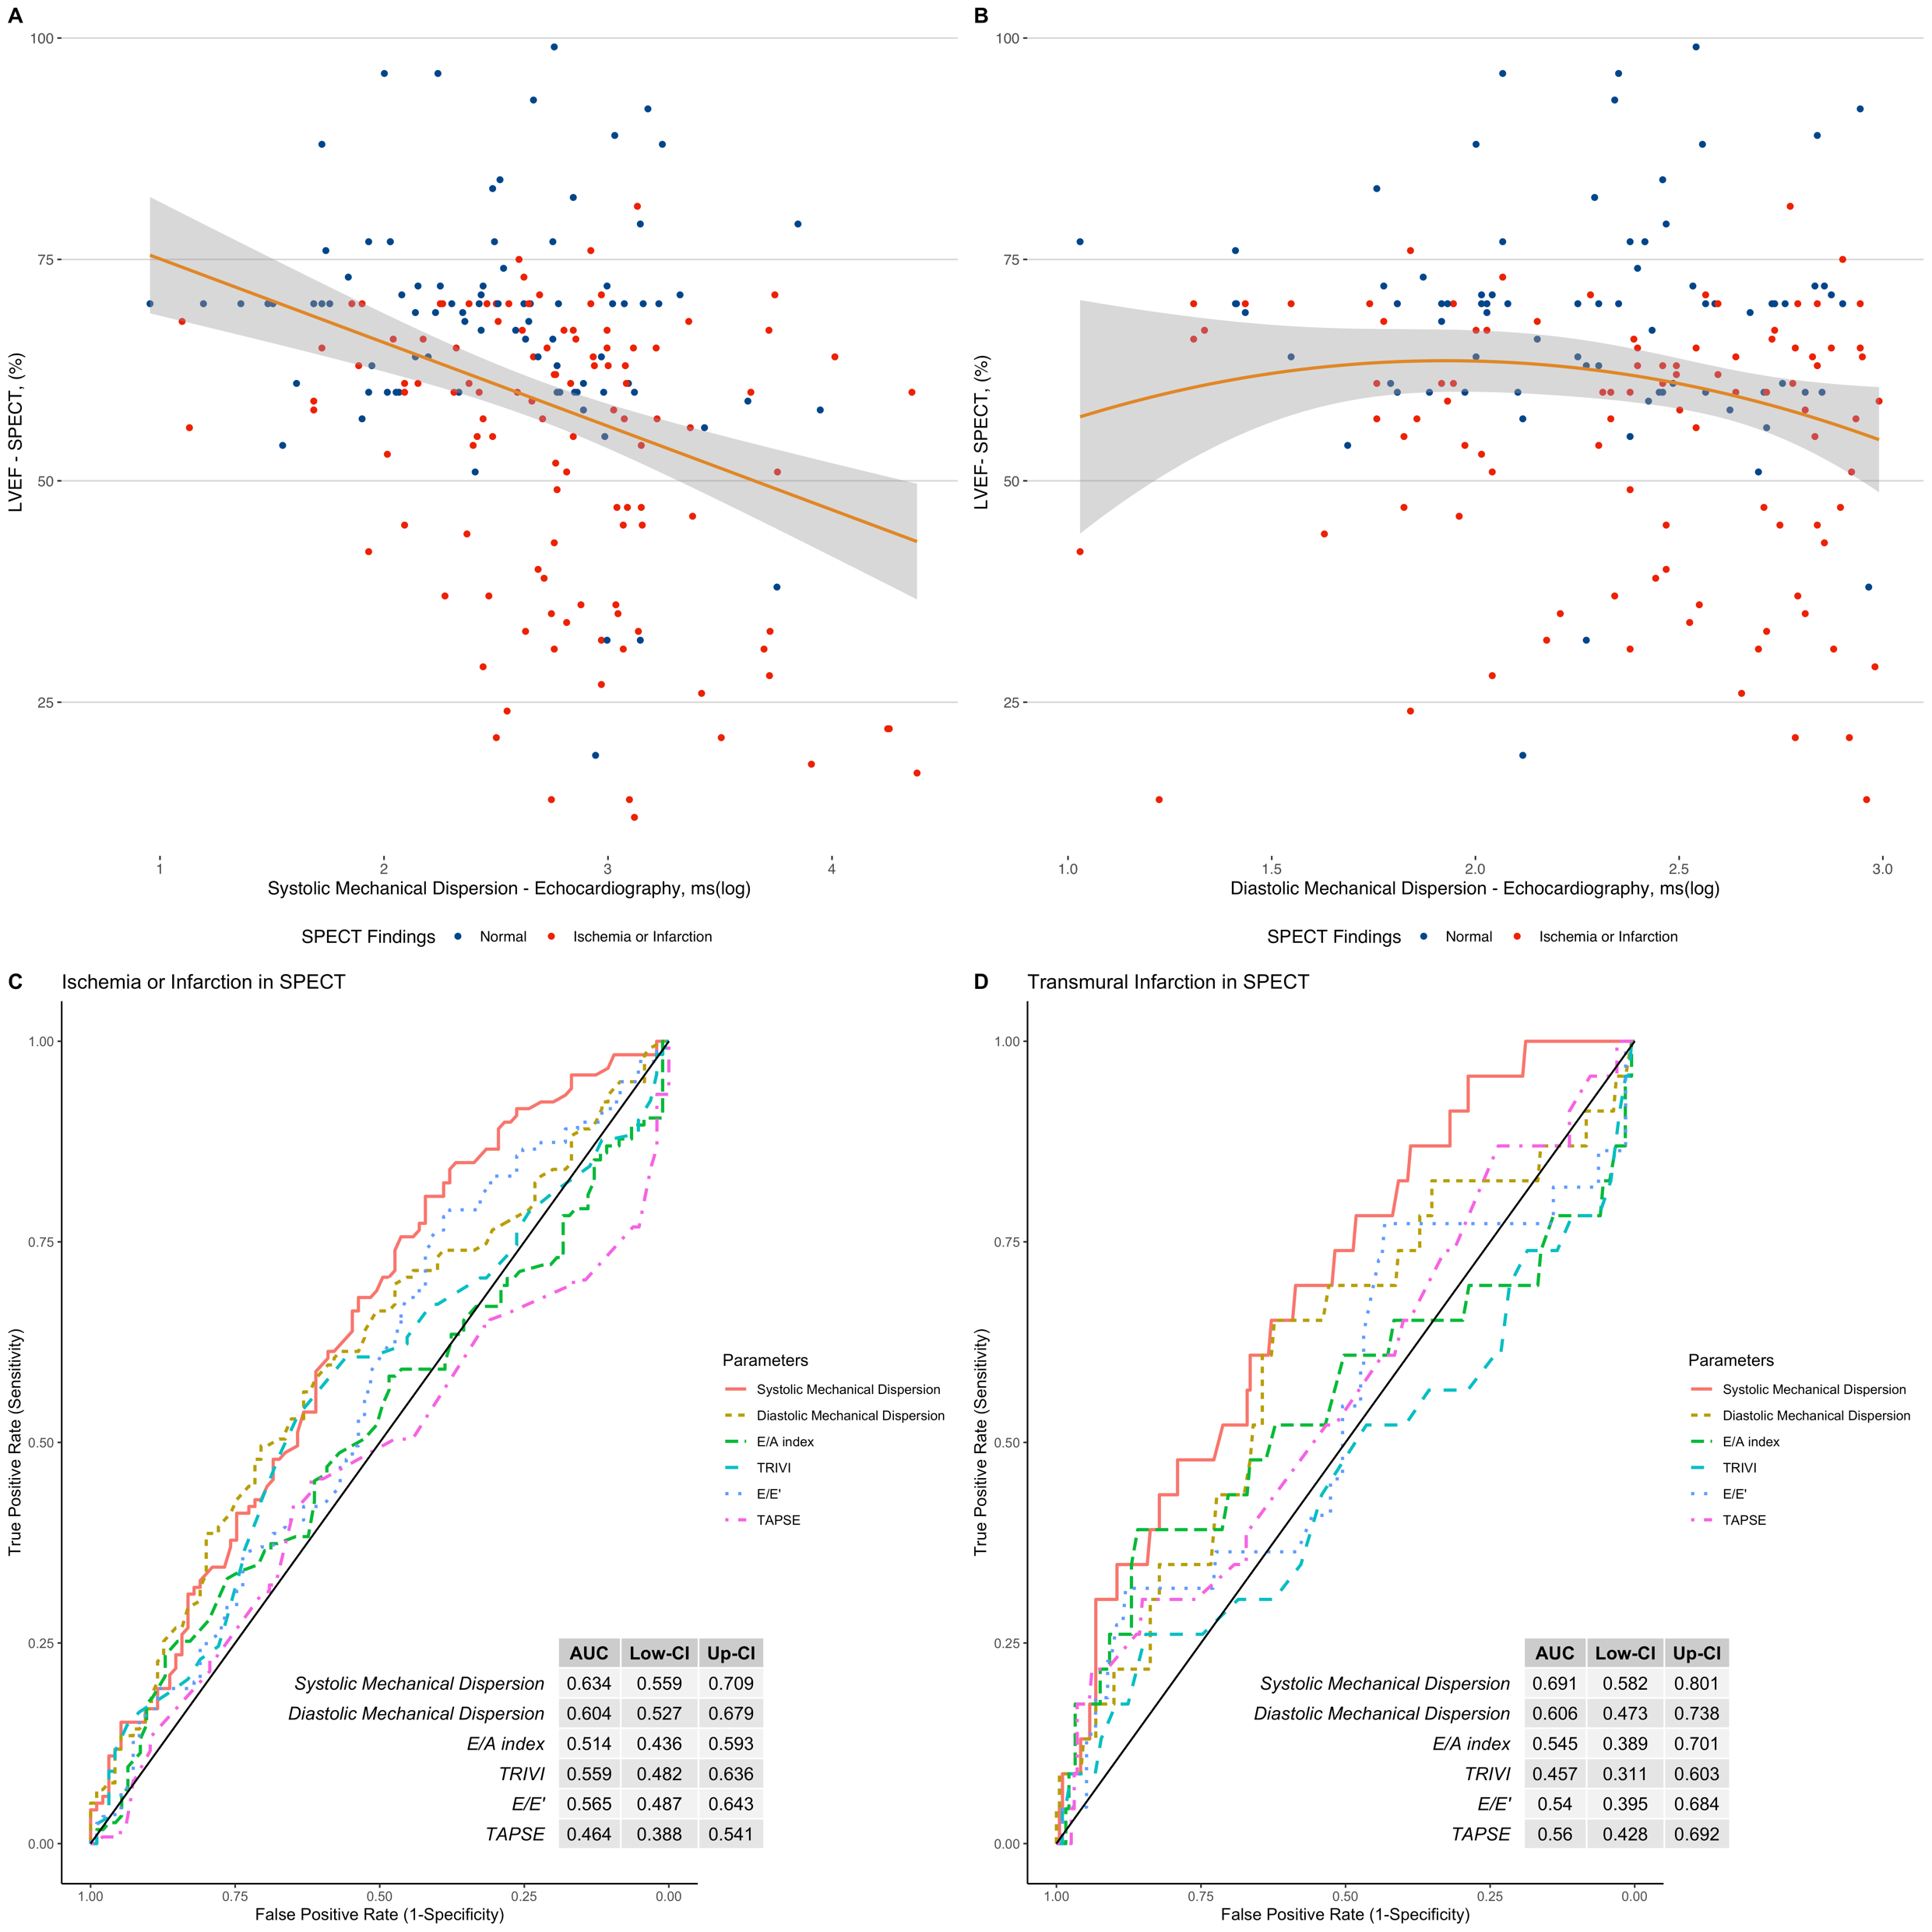 A
100
75
50
25
LVEF - SPECT, (%)
1 2 3 4
Systolic Mechanical Dispersion - Echocardiography, ms(log)
SPECT Findings Normal Ischemia or Infarction
B
100
75
50
25
LVEF- SPECT, (%)
1.0 1.5 2.0 2.5 3.0
Diastolic Mechanical Dispersion - Echocardiography, ms(log)
SPECT Findings Normal Ischemia or Infarction
C Ischemia or Infarction in SPECT
1.00
0.75
0.50
0.25
0.00
True Positive Rate (Sensitivity)
1.00 0.75 0.50 0.25 0.00
False Positive Rate (1-Specificity)
Parameters
Systolic Mechanical Dispersion
Diastolic Mechanical Dispersion
E/A index
TRIVI
E/E'
TAPSE
AUC Low-CI Up-CI
Systolic Mechanical Dispersion 0.634 0.559 0.709
Diastolic Mechanical Dispersion 0.604 0.527 0.679
E/A index 0.514 0.436 0.593
TRIVI 0.559 0.482 0.636
E/E' 0.565 0.487 0.643
TAPSE 0.464 0.388 0.541
D Transmural Infarction in SPECT
1.00
0.75
0.50
0.25
0.00
True Positive Rate (Sensitivity)
1.00 0.75 0.50 0.25 0.00
False Positive Rate (1-Specificity)
Parameters
Systolic Mechanical Dispersion
Diastolic Mechanical Dispersion
E/A index
TRIVI
E/E'
TAPSE
AUC Low-CI Up-CI
Systolic Mechanical Dispersion 0.691 0.582 0.801
Diastolic Mechanical Dispersion 0.606 0.473 0.738
E/A index 0.545 0.389 0.701
TRIVI 0.457 0.311 0.603
E/E' 0.54 0.395 0.684
TAPSE 0.56 0.428 0.692